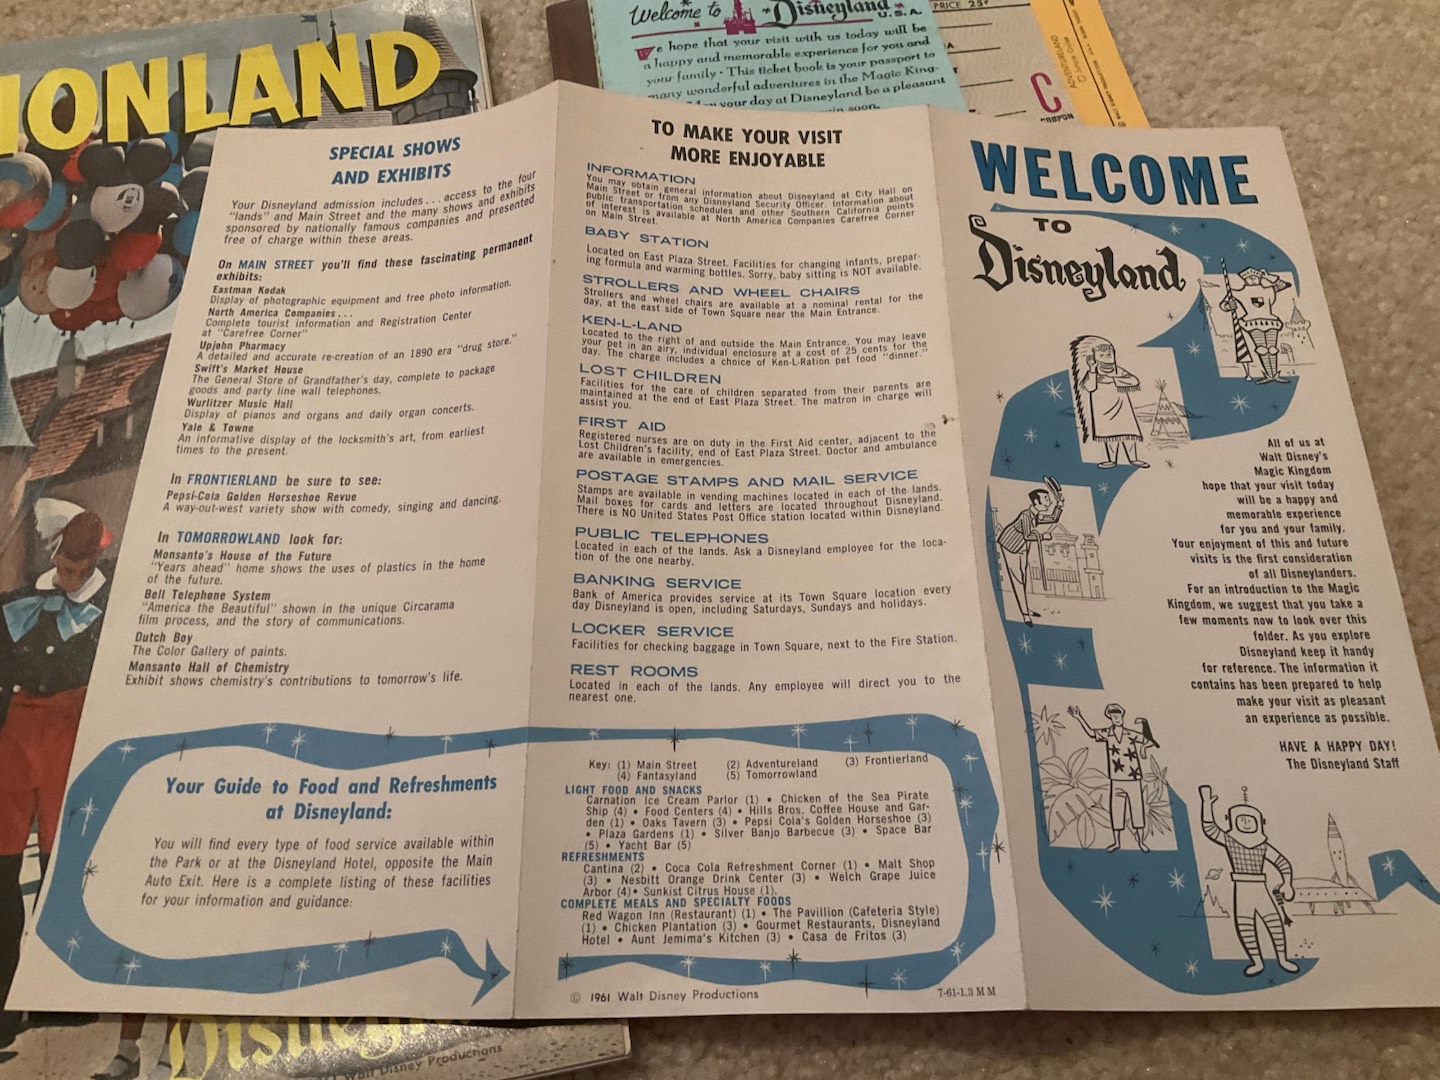 IONLAND
Welcome to Disneyland
U.S.A.
We hope that your visit with us today will be
a happy and memorable experience for you and
your family • This ticket book is your passport to
many wonderful adventures in the Magic King-
your day at Disneyland be a pleasant
soon.
PRICE 25¢
A
C
COUPON
ADVENTURELAND
SPECIAL SHOWS
AND EXHIBITS
Your Disneyland admission includes... access to the four
"lands" and Main Street and the many shows and exhibits
sponsored by nationally famous companies and presented
free of charge within these areas.
On MAIN STREET you'll find these fascinating permanent
exhibits:
Eastman Kodak
Display of photographic equipment and free photo information.
North America Companies...
Complete tourist information and Registration Center
at "Carefree Corner"
Upjohn Pharmacy
A detailed and accurate re-creation of an 1890 era "drug store."
Swift's Market House
The General Store of Grandfather's day, complete to package
goods and party line wall telephones.
Wurlitzer Music Hall
Display of pianos and organs and daily organ concerts.
Yale & Towne
An informative display of the locksmith's art, from earliest
times to the present.
In FRONTIERLAND be sure to see:
Pepsi-Cola Golden Horseshoe Revue
A way-out-west variety show with comedy, singing and dancing.
In TOMORROWLAND look for:
Monsanto's House of the Future
"Years ahead" home shows the uses of plastics in the home
of the future.
Bell Telephone System
"America the Beautiful" shown in the unique Circarama
film process, and the story of communications.
Dutch Boy
The Color Gallery of paints.
Monsanto Hall of Chemistry
Exhibit shows chemistry's contributions to tomorrow's life.
Your Guide to Food and Refreshments
at Disneyland:
You will find every type of food service available within
the Park or at the Disneyland Hotel, opposite the Main
Auto Exit. Here is a complete listing of these facilities
for your information and guidance:
TO MAKE YOUR VISIT
MORE ENJOYABLE
INFORMATION
You may obtain general information about Disneyland at City Hall on
Main Street or from any Disneyland Security Officer. Information about
public transportation schedules and other Southern California points
of interest is available at North America Companies Carefree Corner
on Main Street.
BABY STATION
Located on East Plaza Street. Facilities for changing infants, prepar-
ing formula and warming bottles. Sorry, baby sitting is NOT available.
STROLLERS AND WHEEL CHAIRS
Strollers and wheel chairs are available at a nominal rental for the
day, at the east side of Town Square near the Main Entrance.
KEN-L-LAND
Located to the right of and outside the Main Entrance. You may leave
your pet in an airy, individual enclosure at a cost of 25 cents for the
day. The charge includes a choice of Ken-L-Ration pet food "dinner."
LOST CHILDREN
Facilities for the care of children separated from their parents are
maintained at the end of East Plaza Street. The matron in charge will
assist you.
FIRST AID
Registered nurses are on duty in the First Aid center, adjacent to the
Lost Children's facility, end of East Plaza Street. Doctor and ambulance
are available in emergencies.
POSTAGE STAMPS AND MAIL SERVICE
Stamps are available in vending machines located in each of the lands.
Mail boxes for cards and letters are located throughout Disneyland.
There is NO United States Post Office station located within Disneyland.
PUBLIC TELEPHONES
Located in each of the lands. Ask a Disneyland employee for the loca-
tion of the one nearby.
BANKING SERVICE
Bank of America provides service at its Town Square location every
day Disneyland is open, including Saturdays, Sundays and holidays.
LOCKER SERVICE
Facilities for checking baggage in Town Square, next to the Fire Station.
REST ROOMS
Located in each of the lands. Any employee will direct you to the
nearest one.
Key: (1) Main Street (2) Adventureland (3) Frontierland
(4) Fantasyland (5) Tomorrowland
LIGHT FOOD AND SNACKS
Carnation Ice Cream Parlor (1) • Chicken of the Sea Pirate
Ship (4) • Food Centers (4) • Hills Bros. Coffee House and Gar-
den (1) • Oaks Tavern (3) • Pepsi Cola's Golden Horseshoe (3)
• Plaza Gardens (1) • Silver Banjo Barbecue (3) • Space Bar
(5) • Yacht Bar (5)
REFRESHMENTS
Cantina (2) • Coca Cola Refreshment Corner (1) • Malt Shop
(3) • Nesbitt Orange Drink Center (3) • Welch Grape Juice
Arbor (4) • Sunkist Citrus House (1).
COMPLETE MEALS AND SPECIALTY FOODS
Red Wagon Inn (Restaurant) (1) • The Pavillion (Cafeteria Style)
(1) • Chicken Plantation (3) • Gourmet Restaurants, Disneyland
Hotel • Aunt Jemima's Kitchen (3) • Casa de Fritos (3)
© 1961 Walt Disney Productions
7-61-1.3 M M
WELCOME
TO
Disneyland
All of us at
Walt Disney's
Magic Kingdom
hope that your visit today
will be a happy and
memorable experience
for you and your family.
Your enjoyment of this and future
visits is the first consideration
of all Disneylanders.
For an introduction to the Magic
Kingdom, we suggest that you take a
few moments now to look over this
folder. As you explore
Disneyland keep it handy
for reference. The information it
contains has been prepared to help
make your visit as pleasant
an experience as possible.
HAVE A HAPPY DAY!
The Disneyland Staff
Walt Disney Productions